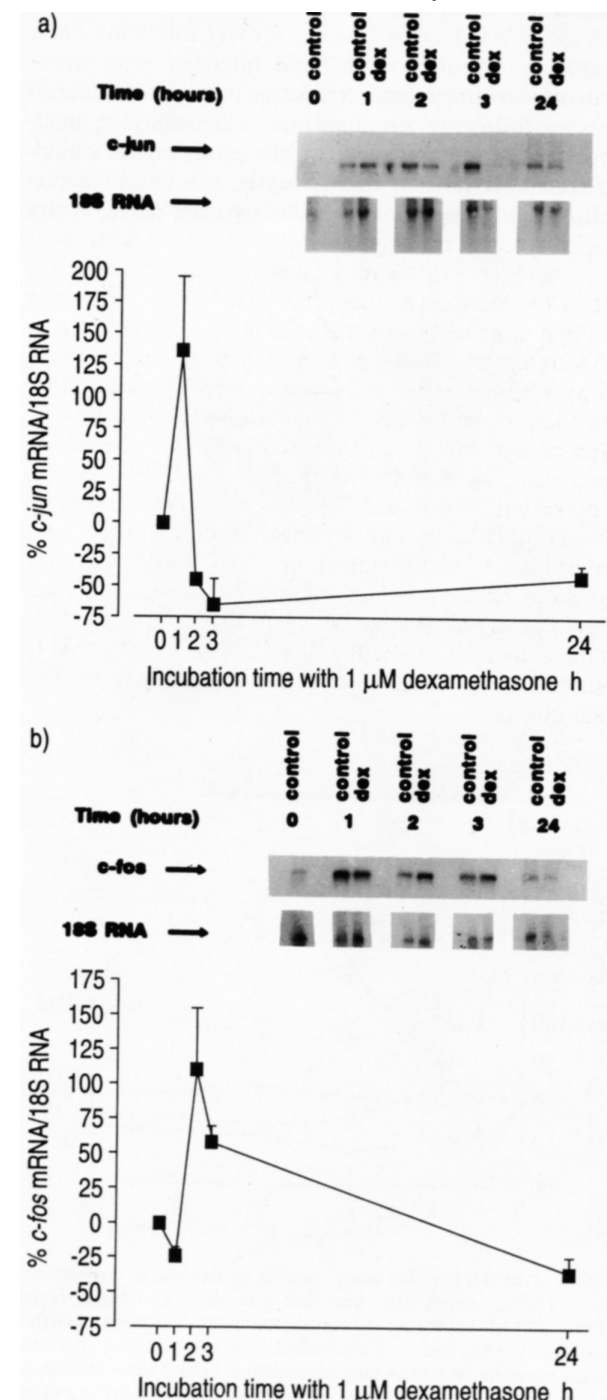 a)
control
control
dex
control
dex
control
dex
control
dex
Time (hours) 0 1 2 3 24
c-jun
18S RNA
200
175
150
125
100
75
50
25
0
-25
-50
-75
% c-jun mRNA/18S RNA
0 1 2 3 24
Incubation time with 1 μM dexamethasone h
b)
control
control
dex
control
dex
control
dex
control
dex
Time (hours) 0 1 2 3 24
c-fos
18S RNA
175
150
125
100
75
50
25
0
-25
-50
-75
% c-fos mRNA/18S RNA
0 1 2 3 24
Incubation time with 1 μM dexamethasone h